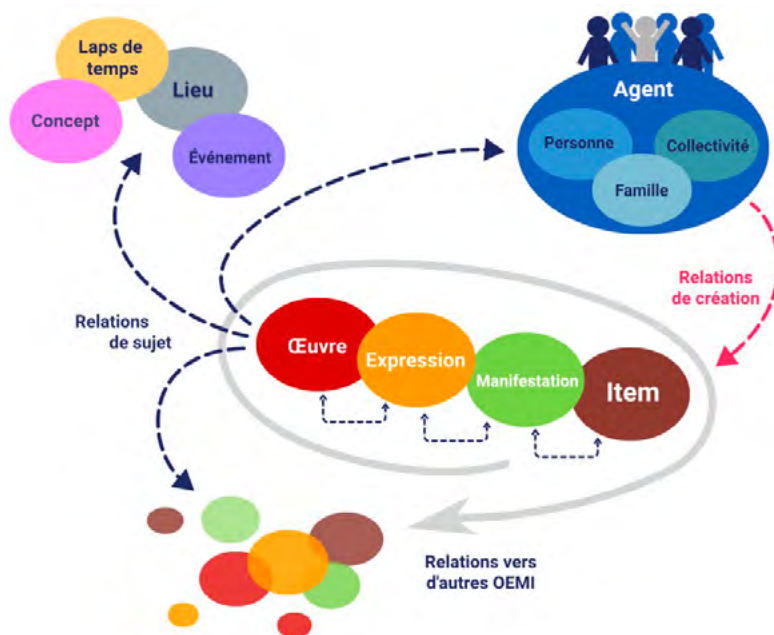 Laps de
temps
Lieu
Concept
Événement
Agent
Personne
Collectivité
Famille
Relations
de création
Relations
de sujet
Œuvre
Expression
Manifestation
Item
Relations vers
d'autres OEMI